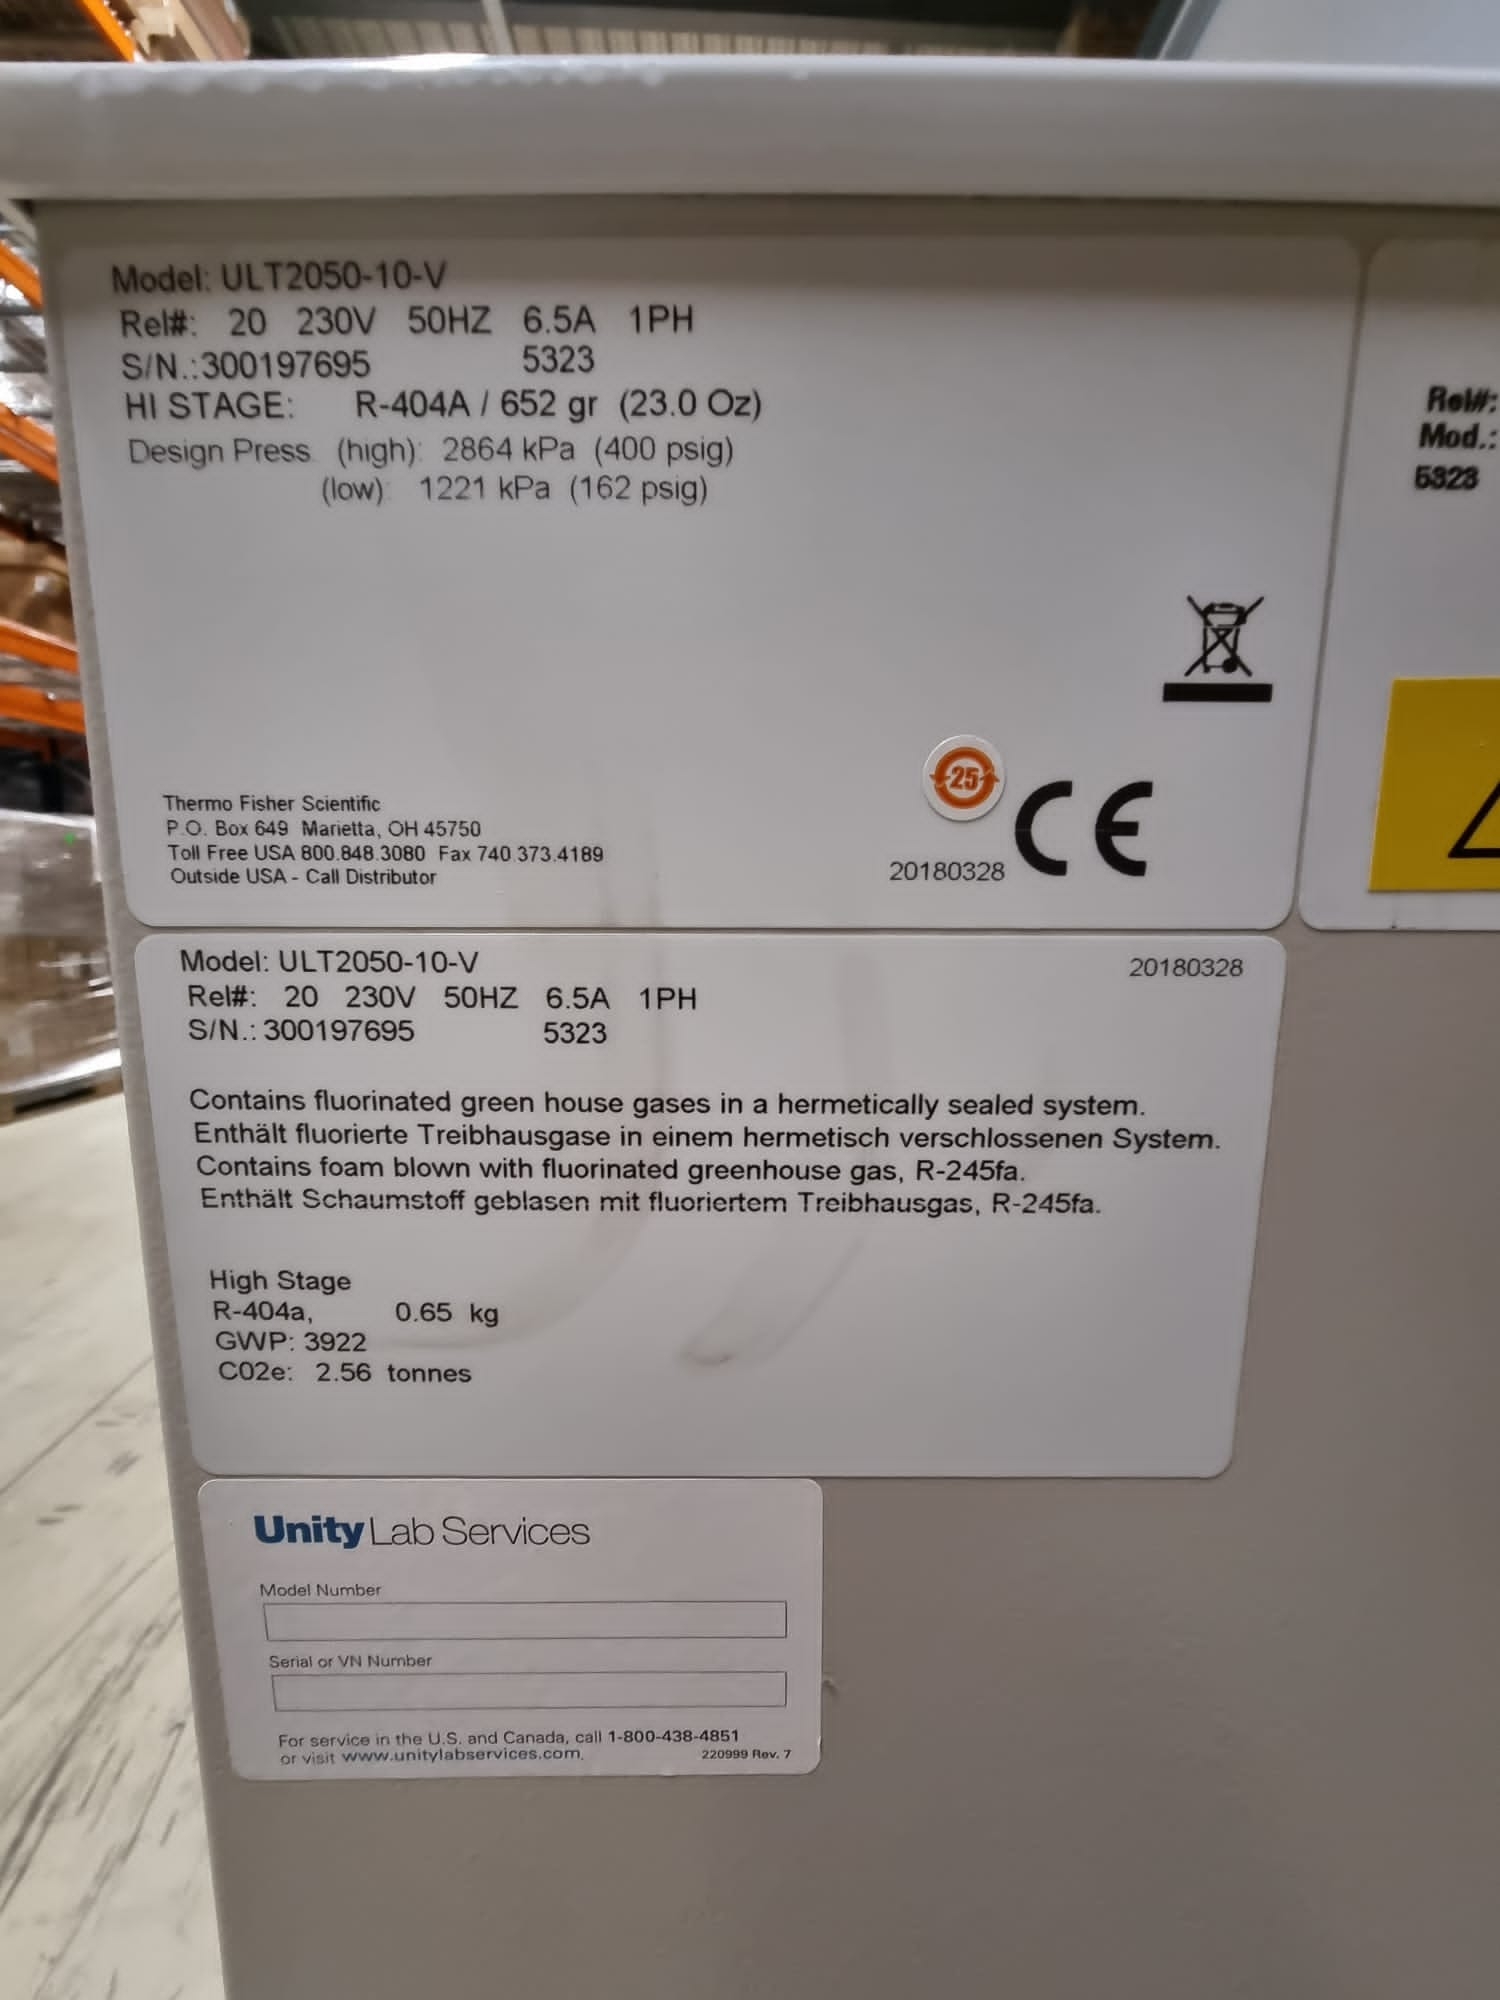 Model: ULT2050-10-V
Rel#: 20 230V 50HZ 6.5A 1PH
S/N.:300197695 5323
HI STAGE: R-404A / 652 gr (23.0 Oz)
Design Press (high): 2864 kPa (400 psig)
(low): 1221 kPa (162 psig)
25
CE
20180328
Thermo Fisher Scientific
P.O. Box 649 Marietta, OH 45750
Toll Free USA 800.848.3080 Fax 740.373.4189
Outside USA - Call Distributor
Rel#:
Mod.:
5323
Model: ULT2050-10-V 20180328
Rel#: 20 230V 50HZ 6.5A 1PH
S/N.: 300197695 5323
Contains fluorinated green house gases in a hermetically sealed system.
Enthält fluorierte Treibhausgase in einem hermetisch verschlossenen System.
Contains foam blown with fluorinated greenhouse gas, R-245fa.
Enthält Schaumstoff geblasen mit fluoriertem Treibhausgas, R-245fa.
High Stage
R-404a, 0.65 kg
GWP: 3922
C02e: 2.56 tonnes
Unity Lab Services
Model Number
Serial or VN Number
For service in the U.S. and Canada, call 1-800-438-4851
or visit www.unitylabservices.com.
220999 Rev. 7